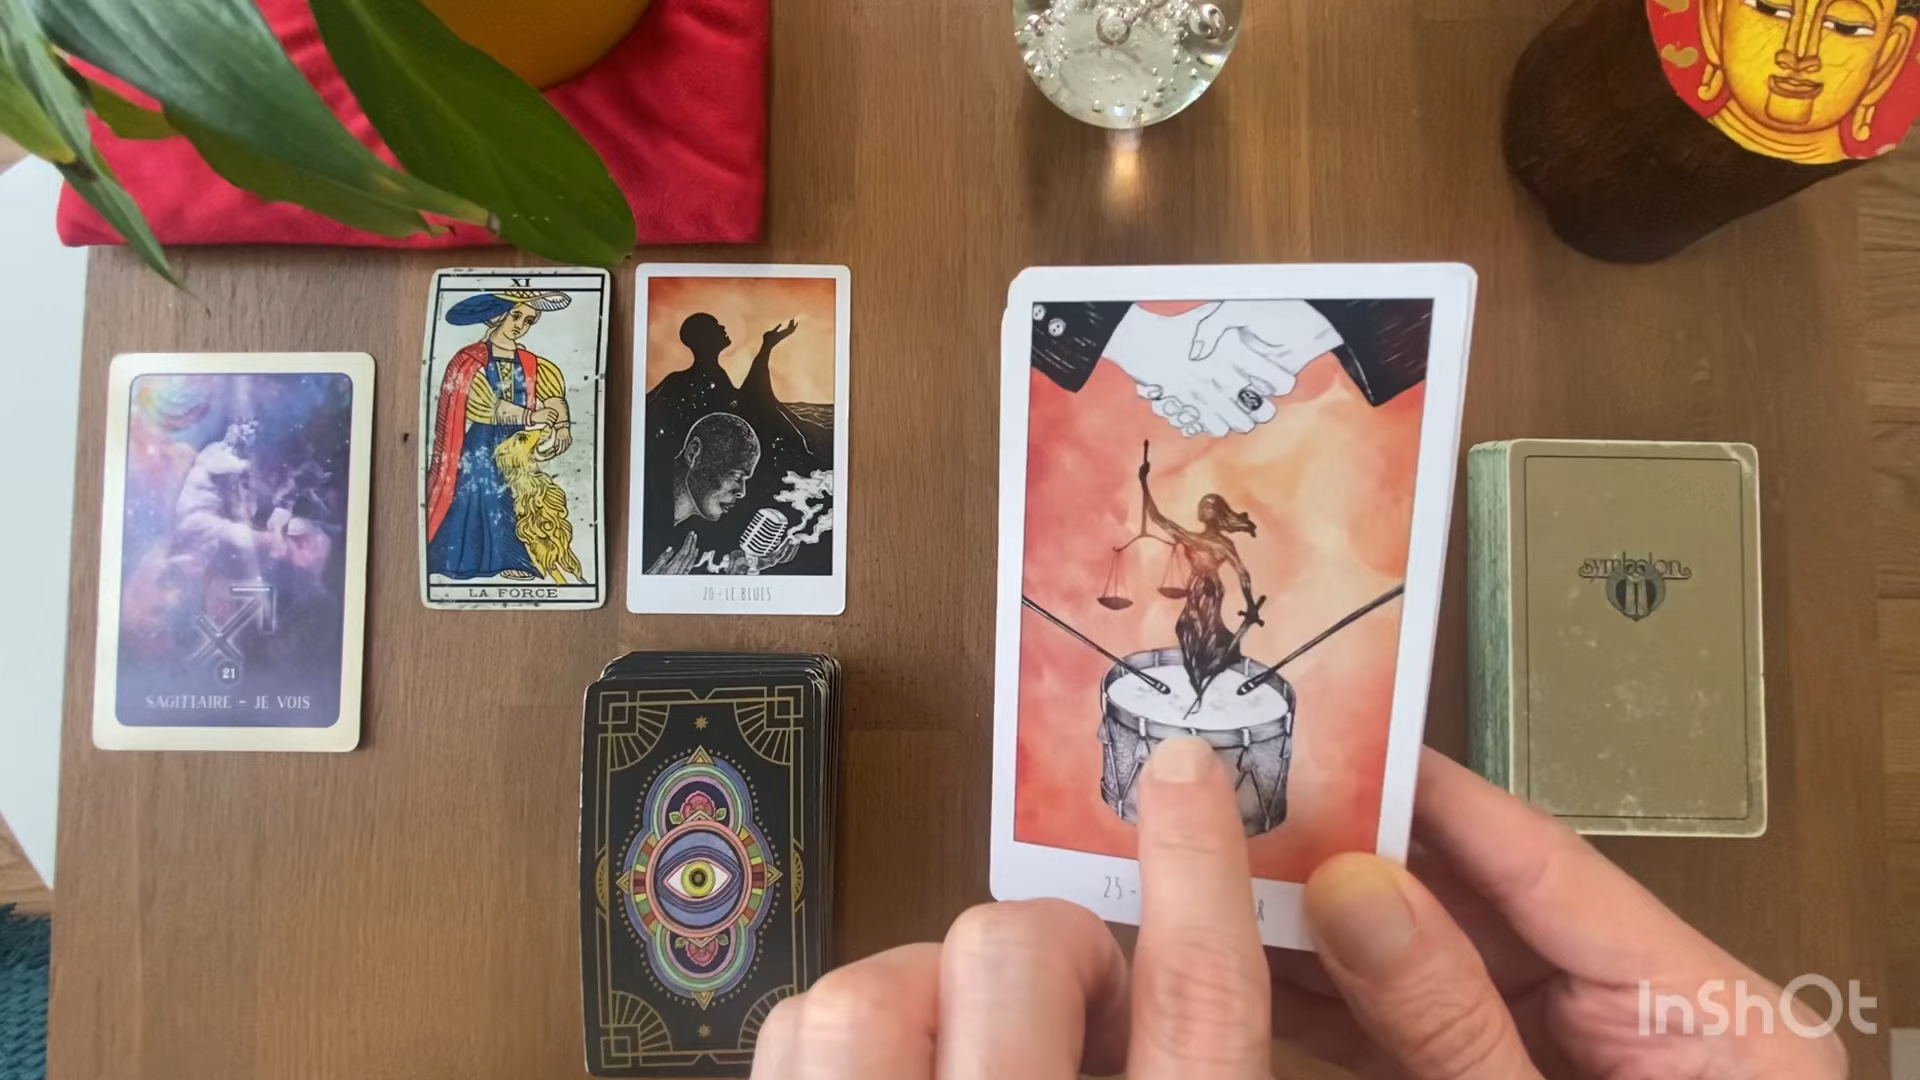 XI
LA FORCE
20 - LE BLUES
21
SAGITTAIRE - JE VOIS
25 -
symbolon
InShOt